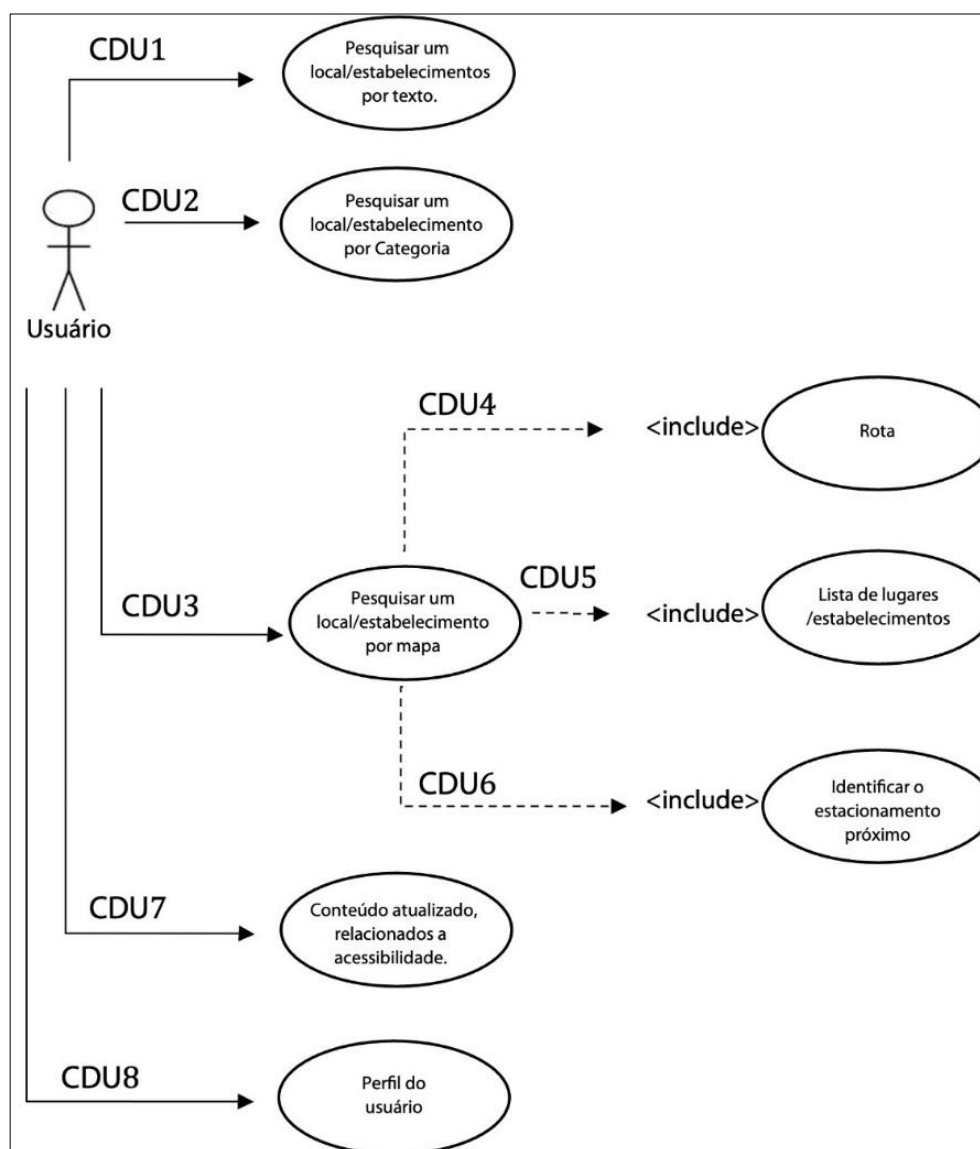 CDU1
Pesquisar um
local/estabelecimentos
por texto.
CDU2
Pesquisar um
local/estabelecimento
por Categoria
Usuário
CDU4
<include>
Rota
CDU3
Pesquisar um
local/estabelecimento
por mapa
CDU5
<include>
Lista de lugares
/estabelecimentos
CDU6
<include>
Identificar o
estacionamento
próximo
CDU7
Conteúdo atualizado,
relacionados a
acessibilidade.
CDU8
Perfil do
usuário